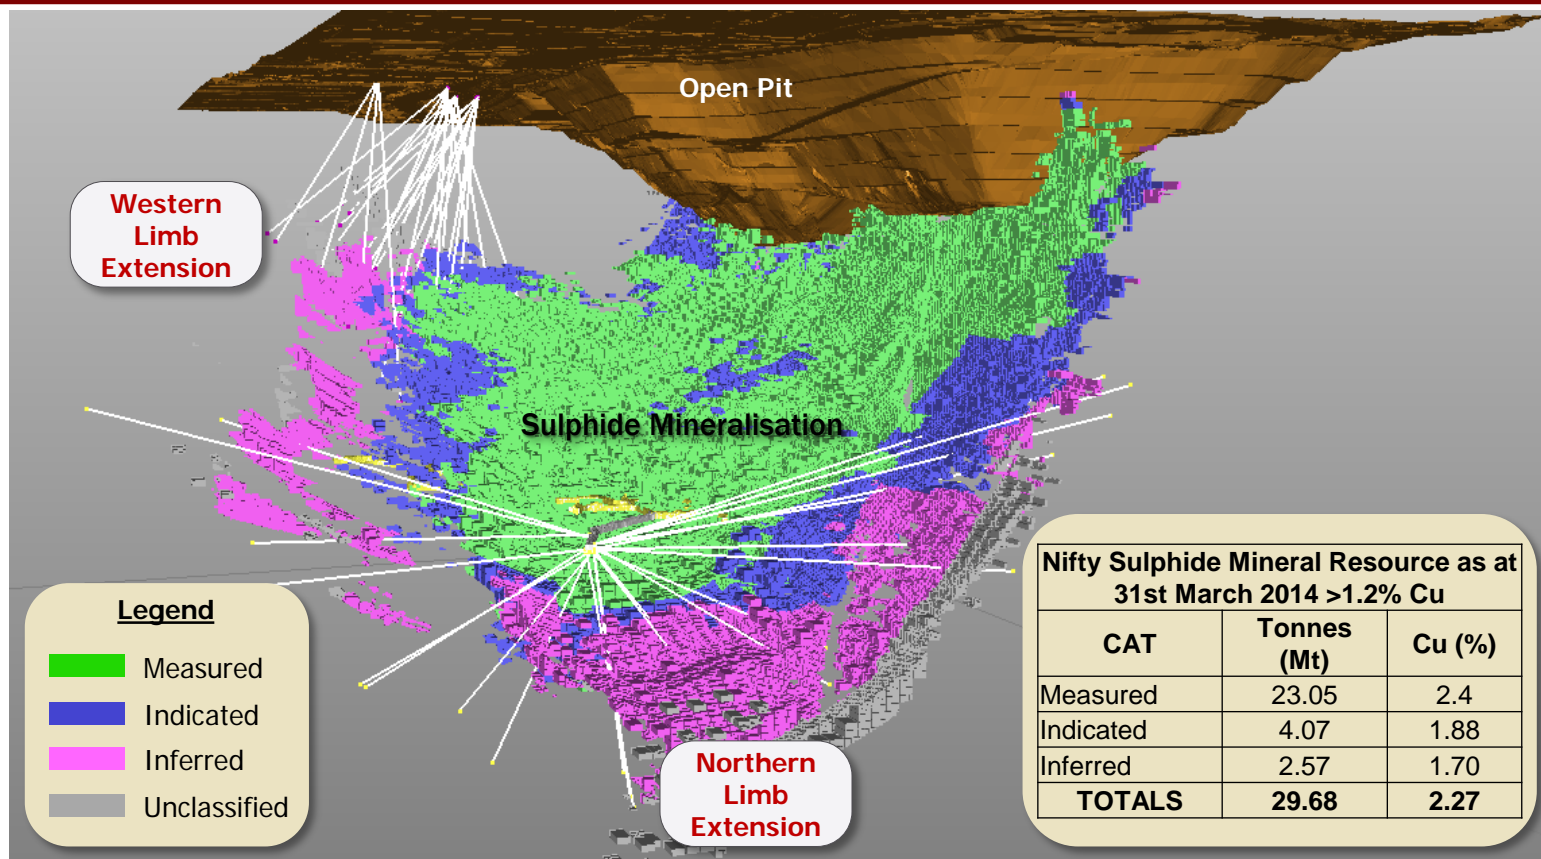 Open Pit
Western
Limb
Extension
Sulphide Mineralisation
Legend
Measured
Indicated
Inferred
Unclassified
Northern
Limb
Extension
Nifty Sulphide Mineral Resource as at
31st March 2014 >1.2% Cu
CAT Tonnes (Mt) Cu (%)
Measured 23.05 2.4
Indicated 4.07 1.88
Inferred 2.57 1.70
TOTALS 29.68 2.27